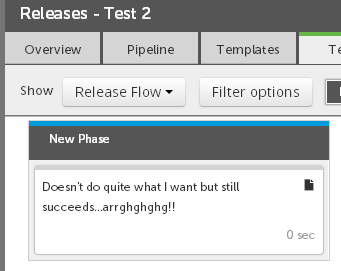 Releases - Test 2
Overview Pipeline Templates Te
Show Release Flow Filter options
New Phase
Doesn't do quite what I want but still
succeeds...arrghghghg!!
0 sec